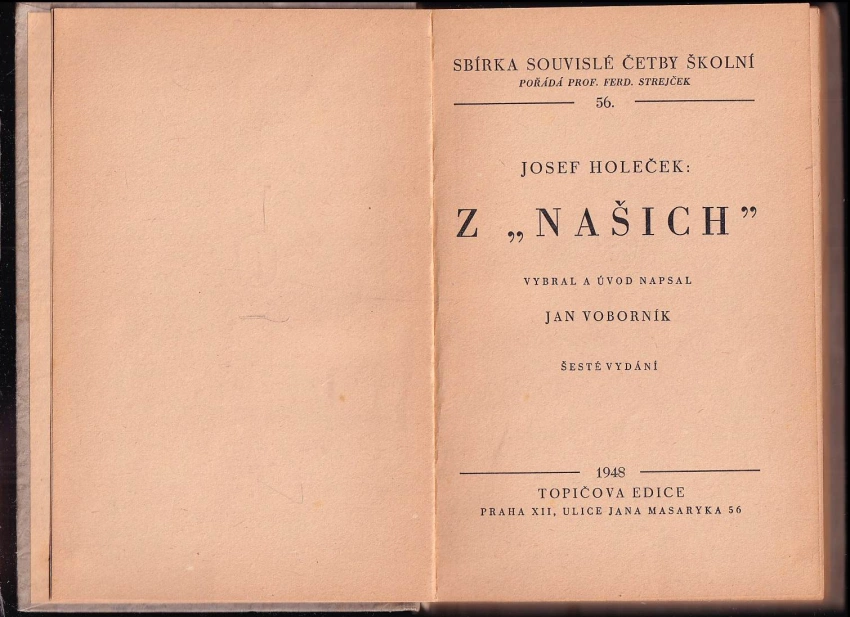 SBÍRKA SOUVISLÉ ČETBY ŠKOLNÍ
POŘÁDÁ PROF. FERD. STREJČEK
56.
JOSEF HOLEČEK:
Z „NAŠICH”
VYBRAL A ÚVOD NAPSAL
JAN VOBORNÍK
ŠESTÉ VYDÁNÍ
1948
TOPIČOVA EDICE
PRAHA XII, ULICE JANA MASARYKA 56